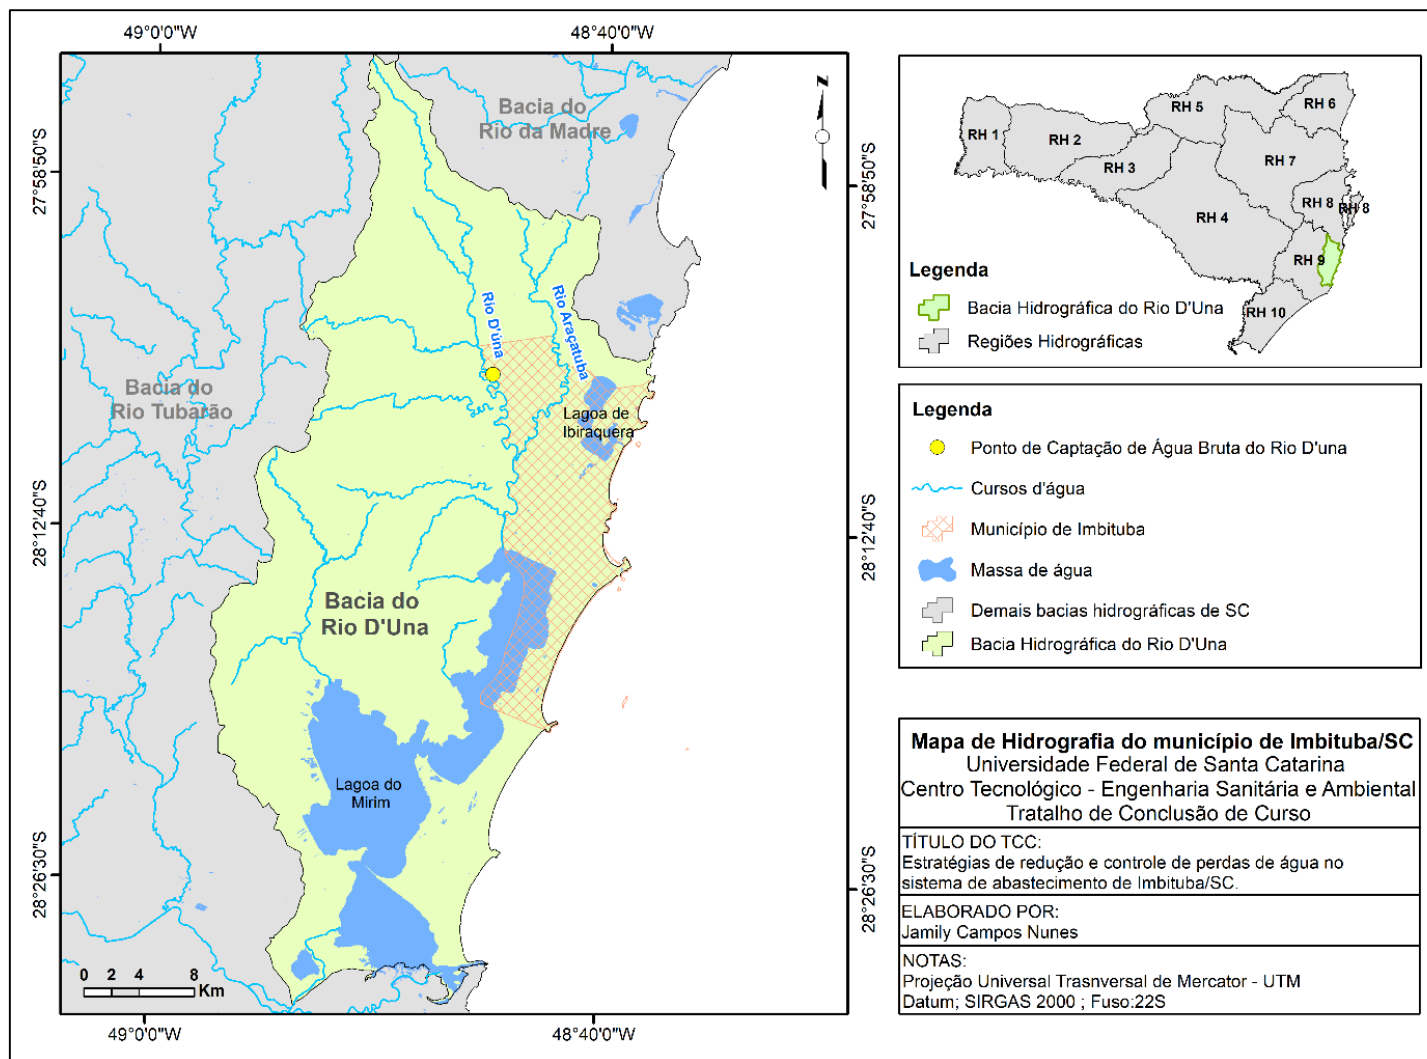 49°0'0"W
48°40'0"W
27°58'50"S
28°12'40"S
28°26'30"S
27°58'50"S
28°12'40"S
28°26'30"S
49°0'0"W
48°40'0"W
Bacia do
Rio da Madre
Bacia do
Rio Tubarão
Rio D'úna
Rio Araçatuba
Lagoa de
Ibiraquera
Bacia do
Rio D'Una
Lagoa do
Mirim
0 2 4 8
Km
N
RH 1
RH 2
RH 3
RH 4
RH 5
RH 6
RH 7
RH 8
RH 8
RH 9
RH 10
Legenda
Bacia Hidrográfica do Rio D'Una
Regiões Hidrográficas
Legenda
Ponto de Captação de Água Bruta do Rio D'una
Cursos d'água
Município de Imbituba
Massa de água
Demais bacias hidrográficas de SC
Bacia Hidrográfica do Rio D'Una
Mapa de Hidrografia do município de Imbituba/SC
Universidade Federal de Santa Catarina
Centro Tecnológico - Engenharia Sanitária e Ambiental
Tratalho de Conclusão de Curso
TÍTULO DO TCC:
Estratégias de redução e controle de perdas de água no
sistema de abastecimento de Imbituba/SC.
ELABORADO POR:
Jamily Campos Nunes
NOTAS:
Projeção Universal Trasnversal de Mercator - UTM
Datum; SIRGAS 2000 ; Fuso:22S